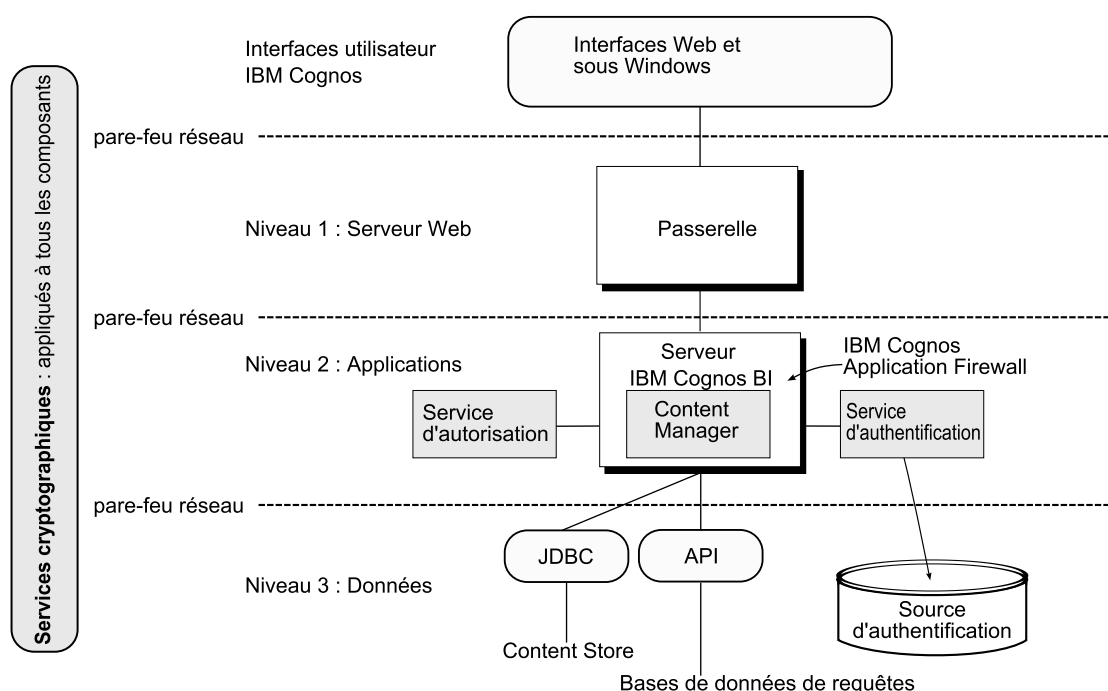 Interfaces utilisateur
IBM Cognos
Interfaces Web et
sous Windows
Services cryptographiques : appliqués à tous les composants
pare-feu réseau
Niveau 1 : Serveur Web
Passerelle
pare-feu réseau
Niveau 2 : Applications
Serveur
IBM Cognos BI
IBM Cognos
Application Firewall
Service
d'autorisation
Content
Manager
Service
d'authentification
pare-feu réseau
JDBC
API
Niveau 3 : Données
Source
d'authentification
Content Store
Bases de données de requêtes